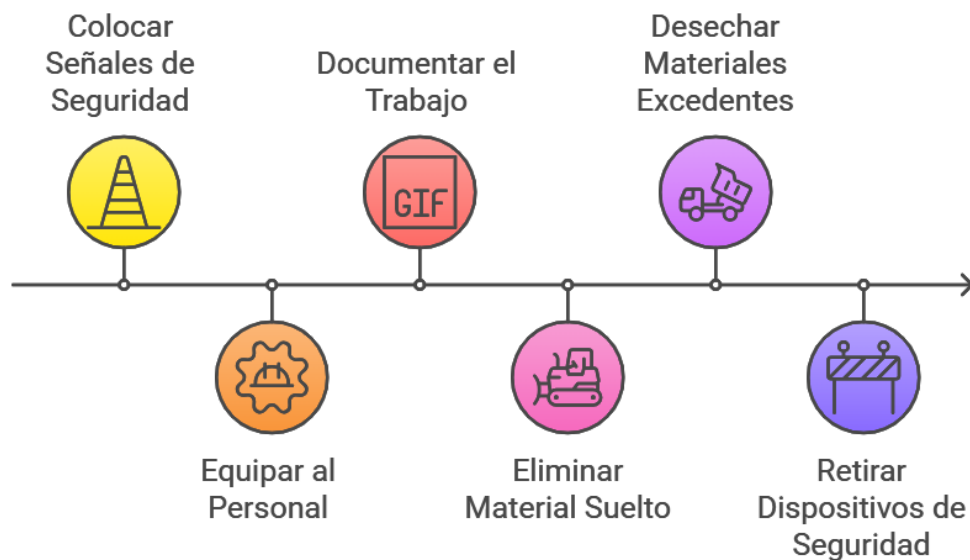 Colocar
Señales de
Seguridad
Documentar el
Trabajo
Desechar
Materiales
Excedentes
GIF
Equipar al
Personal
Eliminar
Material Suelto
Retirar
Dispositivos de
Seguridad